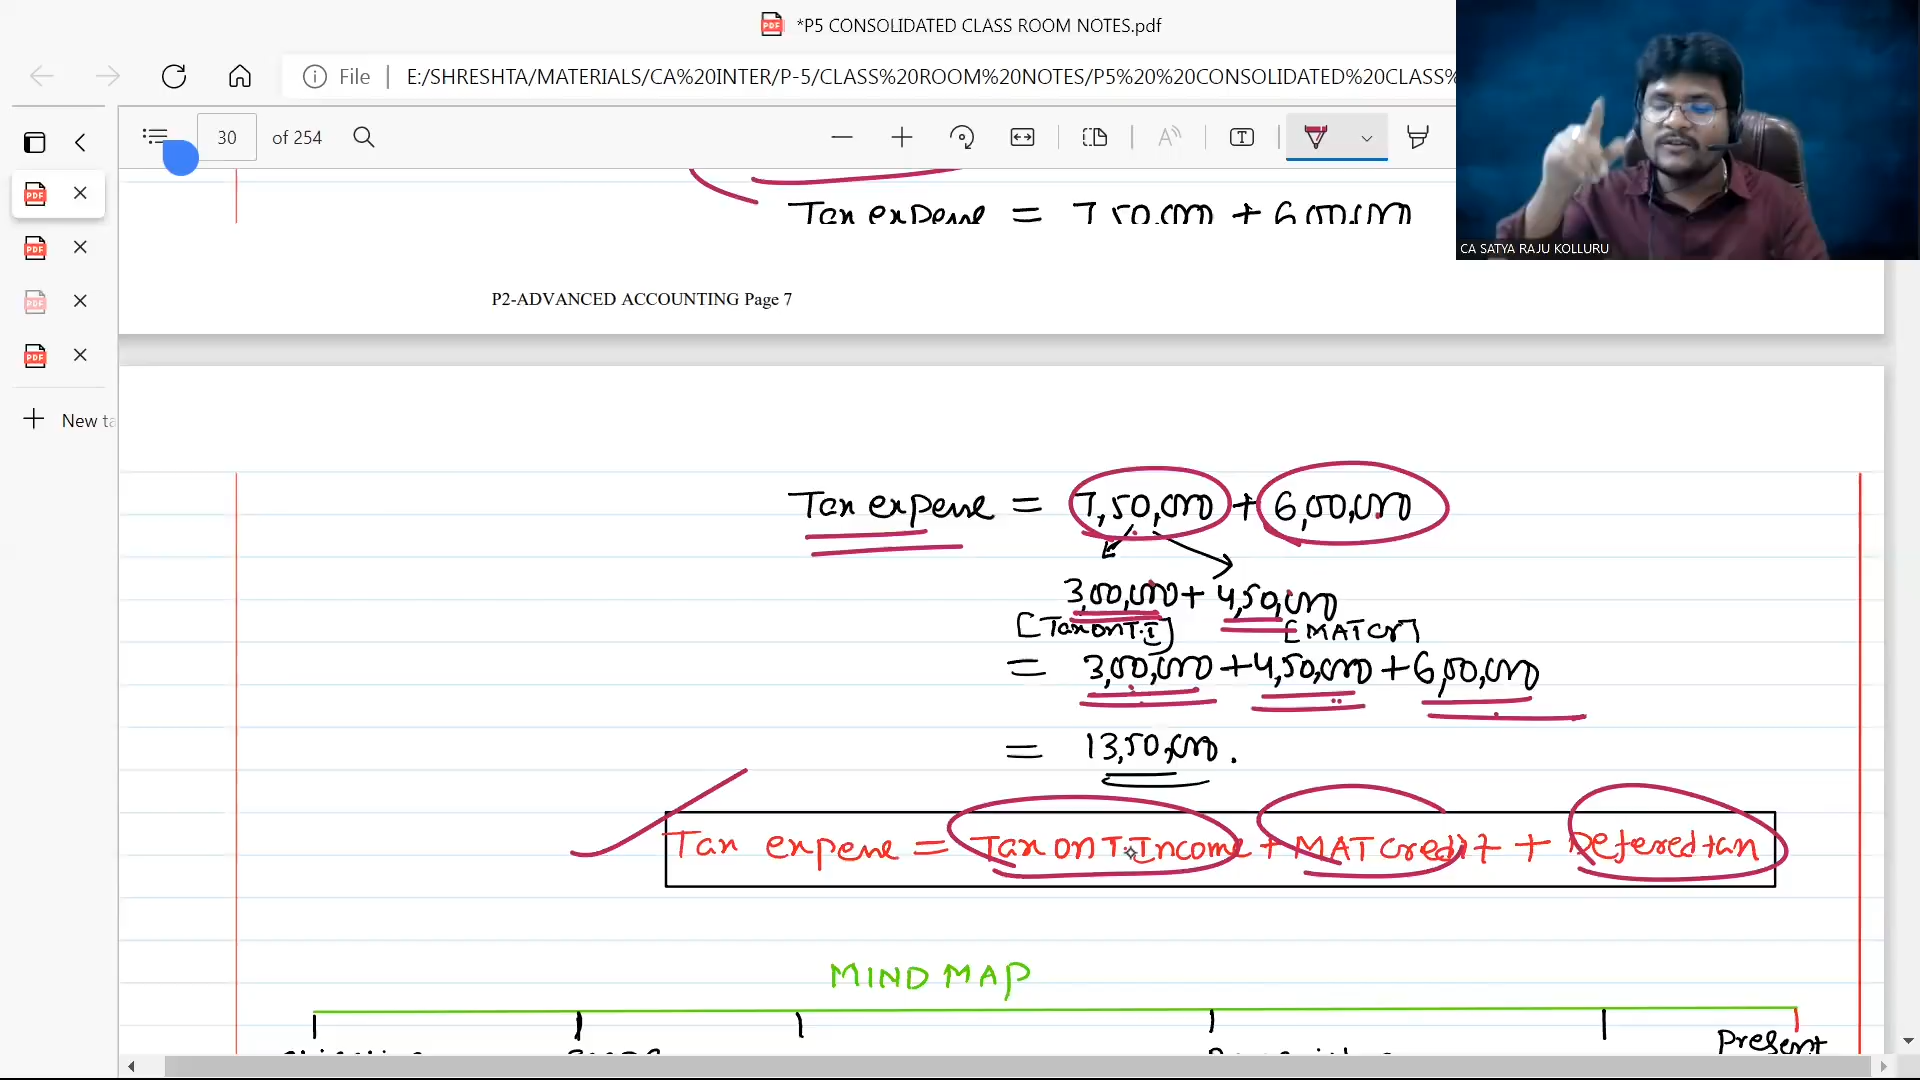 *P5 CONSOLIDATED CLASS ROOM NOTES.pdf
File
E:/SHRESHTA/MATERIALS/CA%20INTER/P-5/CLASS%20ROOM%20NOTES/P5%20%20CONSOLIDATED%20CLASS%
30 of 254
CA SATYA RAJU KOLLURU
Tax expense = 7,50,000 + 6,00,000
P2-ADVANCED ACCOUNTING Page 7
New ta
Tax expense = 7,50,000 + 6,00,000
3,00,000 + 4,50,000
[Tax on T.I] [MAT Cr]
= 3,00,000 + 4,50,000 + 6,00,000
= 13,50,000.
Tax expense = Tax on T.Income + MAT credit + Defered tax
MIND MAP
Present